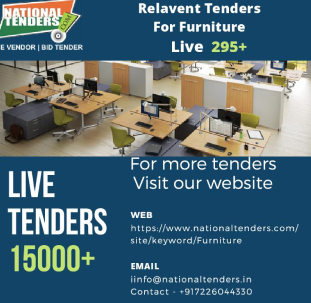 NATIONAL
TENDERS
.COM
E VENDOR | BID TENDER
Relavent Tenders
For Furniture
Live 295+
For more tenders
Visit our website
LIVE
TENDERS
15000+
WEB
https://www.nationaltenders.com/
site/keyword/Furniture
EMAIL
iinfo@nationaltenders.in
Contact - +917226044330